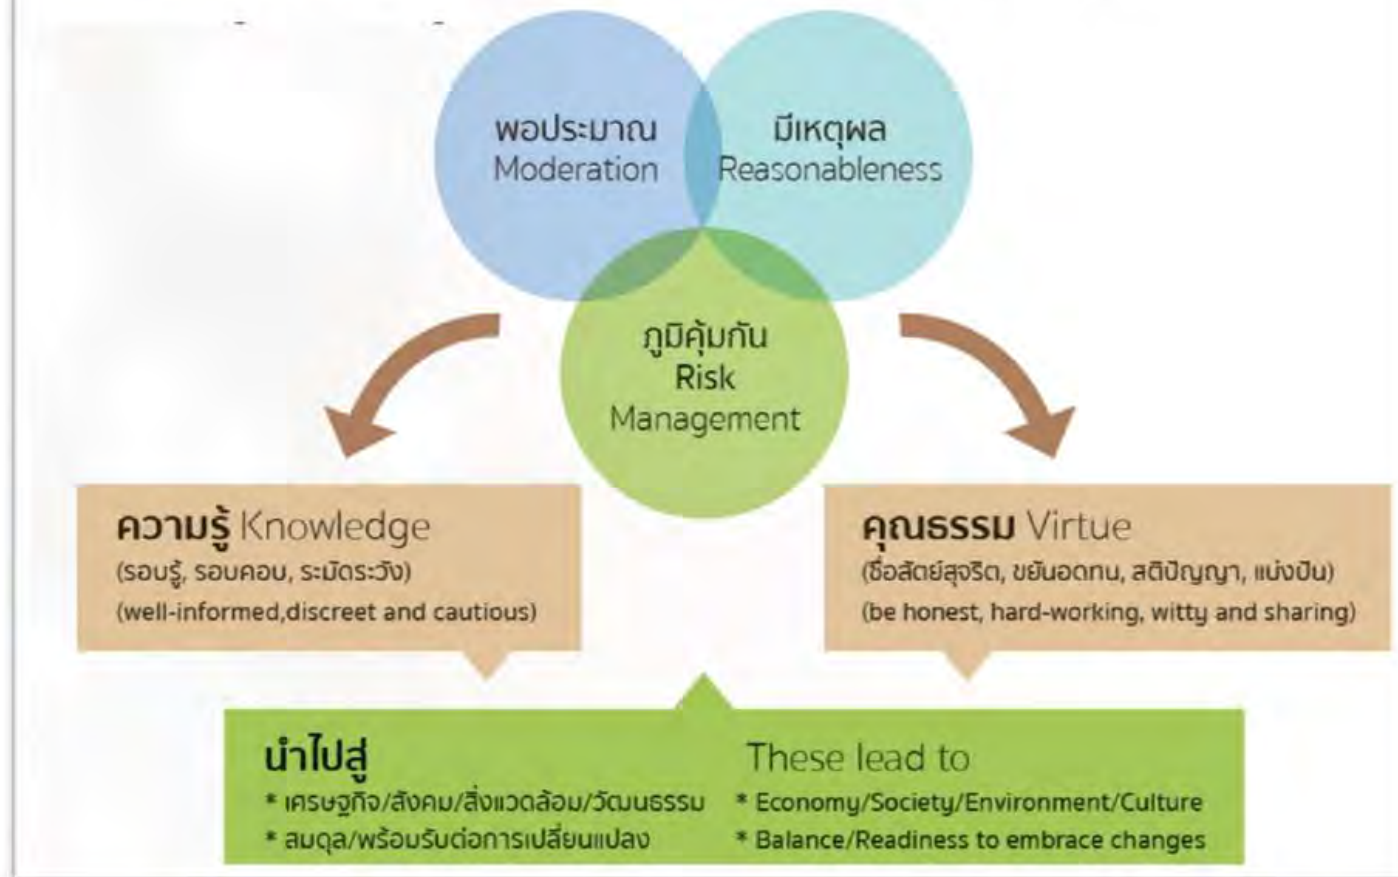 พอประมาณ
Moderation
มีเหตุผล
Reasonableness
ภูมิคุ้มกัน
Risk
Management
ความรู้ Knowledge
(รอบรู้, รอบคอบ, ระมัดระวัง)
(well-informed,discreet and cautious)
คุณธรรม Virtue
(ซื่อสัตย์สุจริต, ขยันอดทน, สติปัญญา, แบ่งปัน)
(be honest, hard-working, witty and sharing)
นำไปสู่
* เศรษฐกิจ/สังคม/สิ่งแวดล้อม/วัฒนธรรม
* สมดุล/พร้อมรับต่อการเปลี่ยนแปลง
These lead to
* Economy/Society/Environment/Culture
* Balance/Readiness to embrace changes